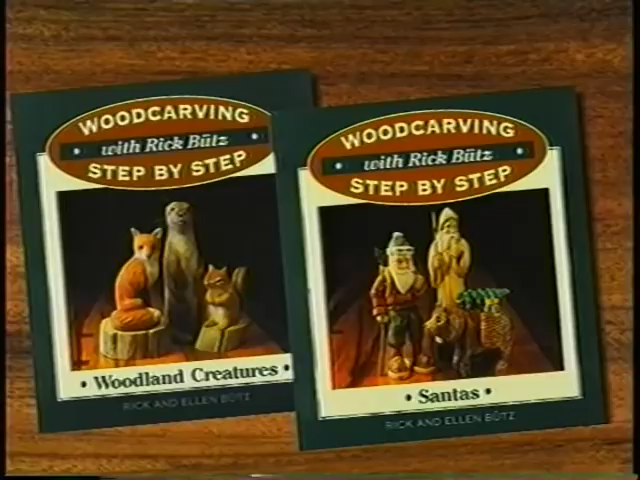 WOODCARVING
with Rick Bütz
STEP BY STEP
• Woodland Creatures •
RICK AND ELLEN BÜTZ
WOODCARVING
• with Rick Bütz •
STEP BY STEP
• Santas •
RICK AND ELLEN BÜTZ